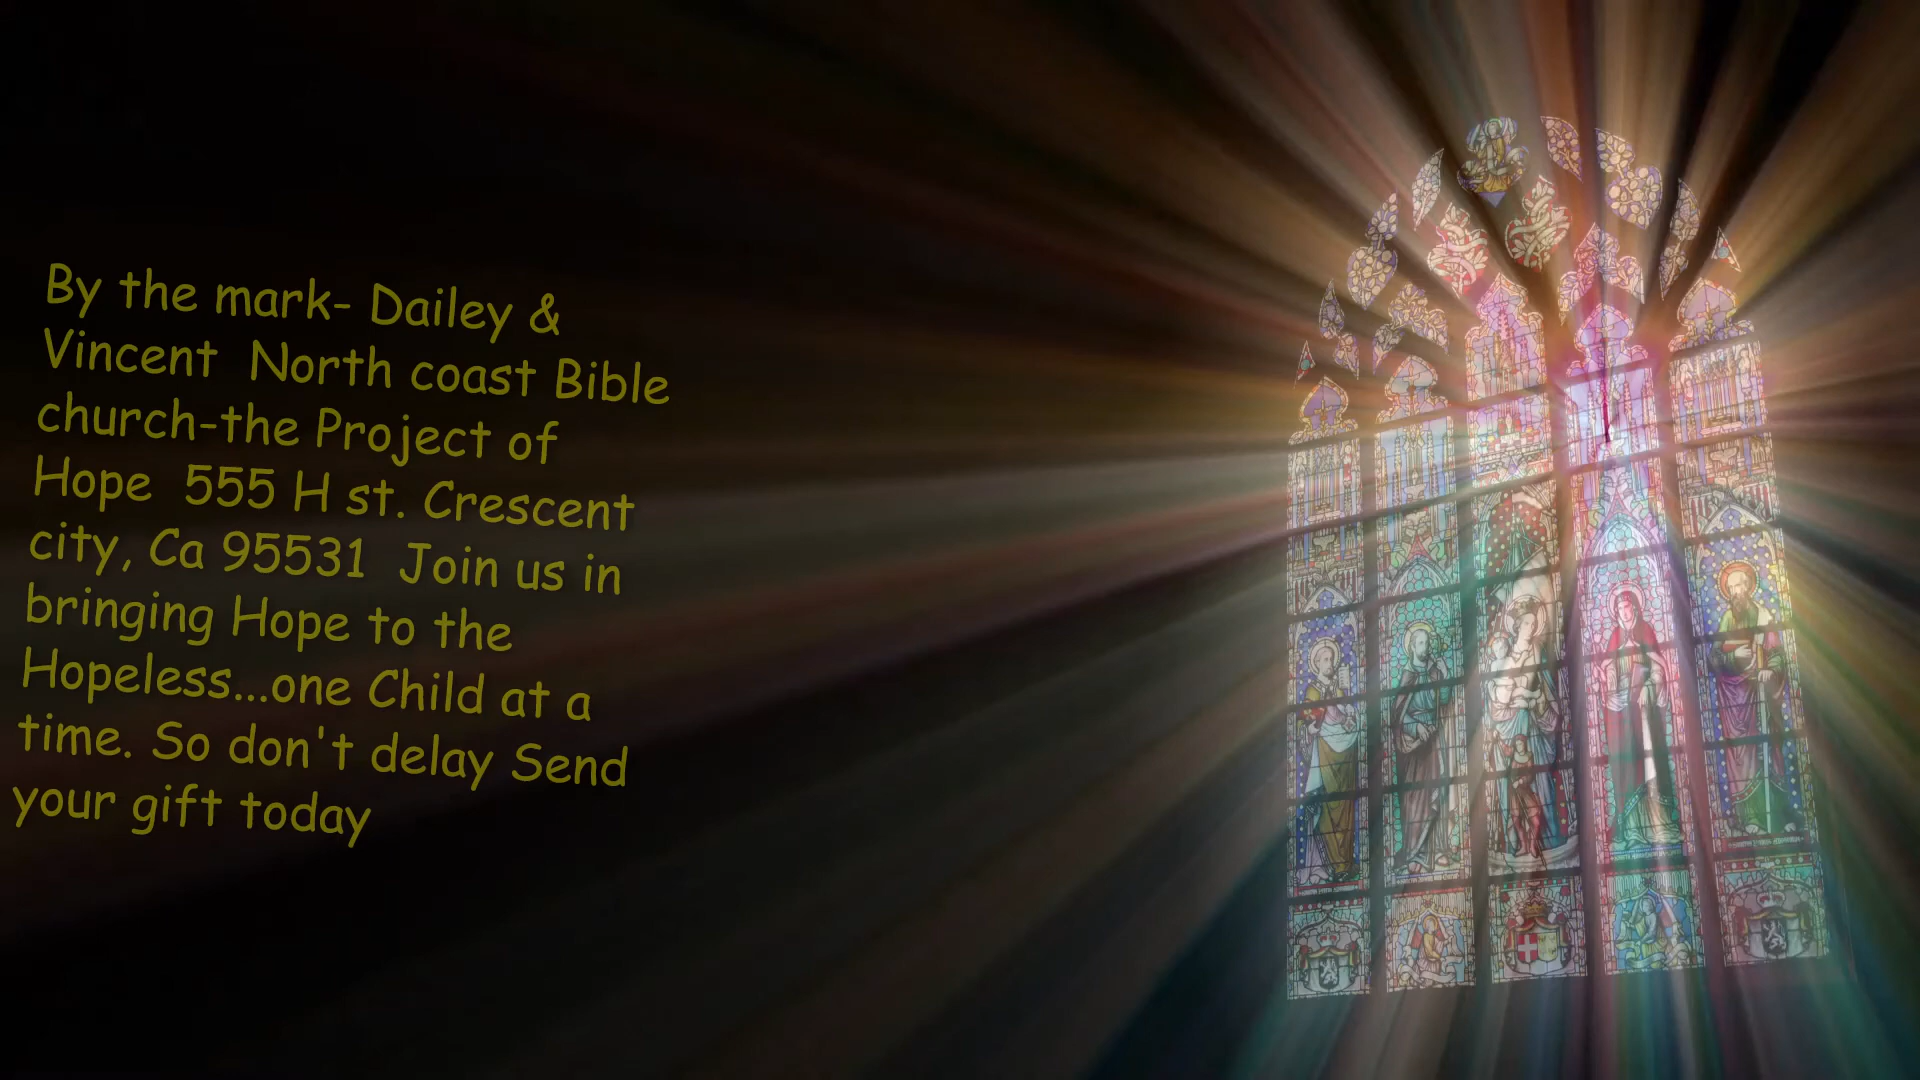 By the mark- Dailey &
Vincent  North coast Bible
church-the Project of
Hope  555 H st. Crescent
city, Ca 95531  Join us in
bringing Hope to the
Hopeless...one Child at a
time. So don't delay Send
your gift today